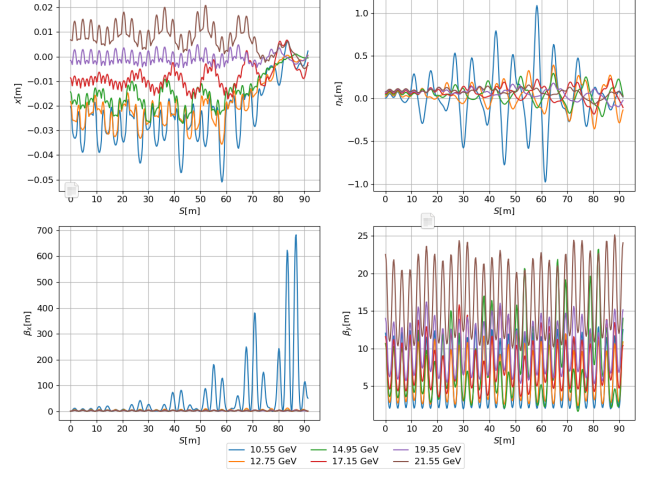 0.02
0.01
0.00
−0.01
−0.02
−0.03
−0.04
−0.05
x[m]
0 10 20 30 40 50 60 70 80 90
S[m]
1.0
0.5
0.0
−0.5
−1.0
ηx[m]
0 10 20 30 40 50 60 70 80 90
S[m]
700
600
500
400
300
200
100
0
βx[m]
0 10 20 30 40 50 60 70 80 90
S[m]
25
20
15
10
5
βy[m]
0 10 20 30 40 50 60 70 80 90
S[m]
10.55 GeV 14.95 GeV 19.35 GeV
12.75 GeV 17.15 GeV 21.55 GeV